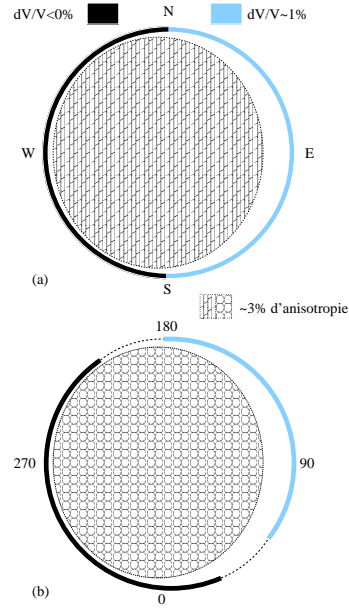 dV/V<0% N dV/V~1%
W E
S
(a)
~3% d'anisotropie
180
270 90
0
(b)